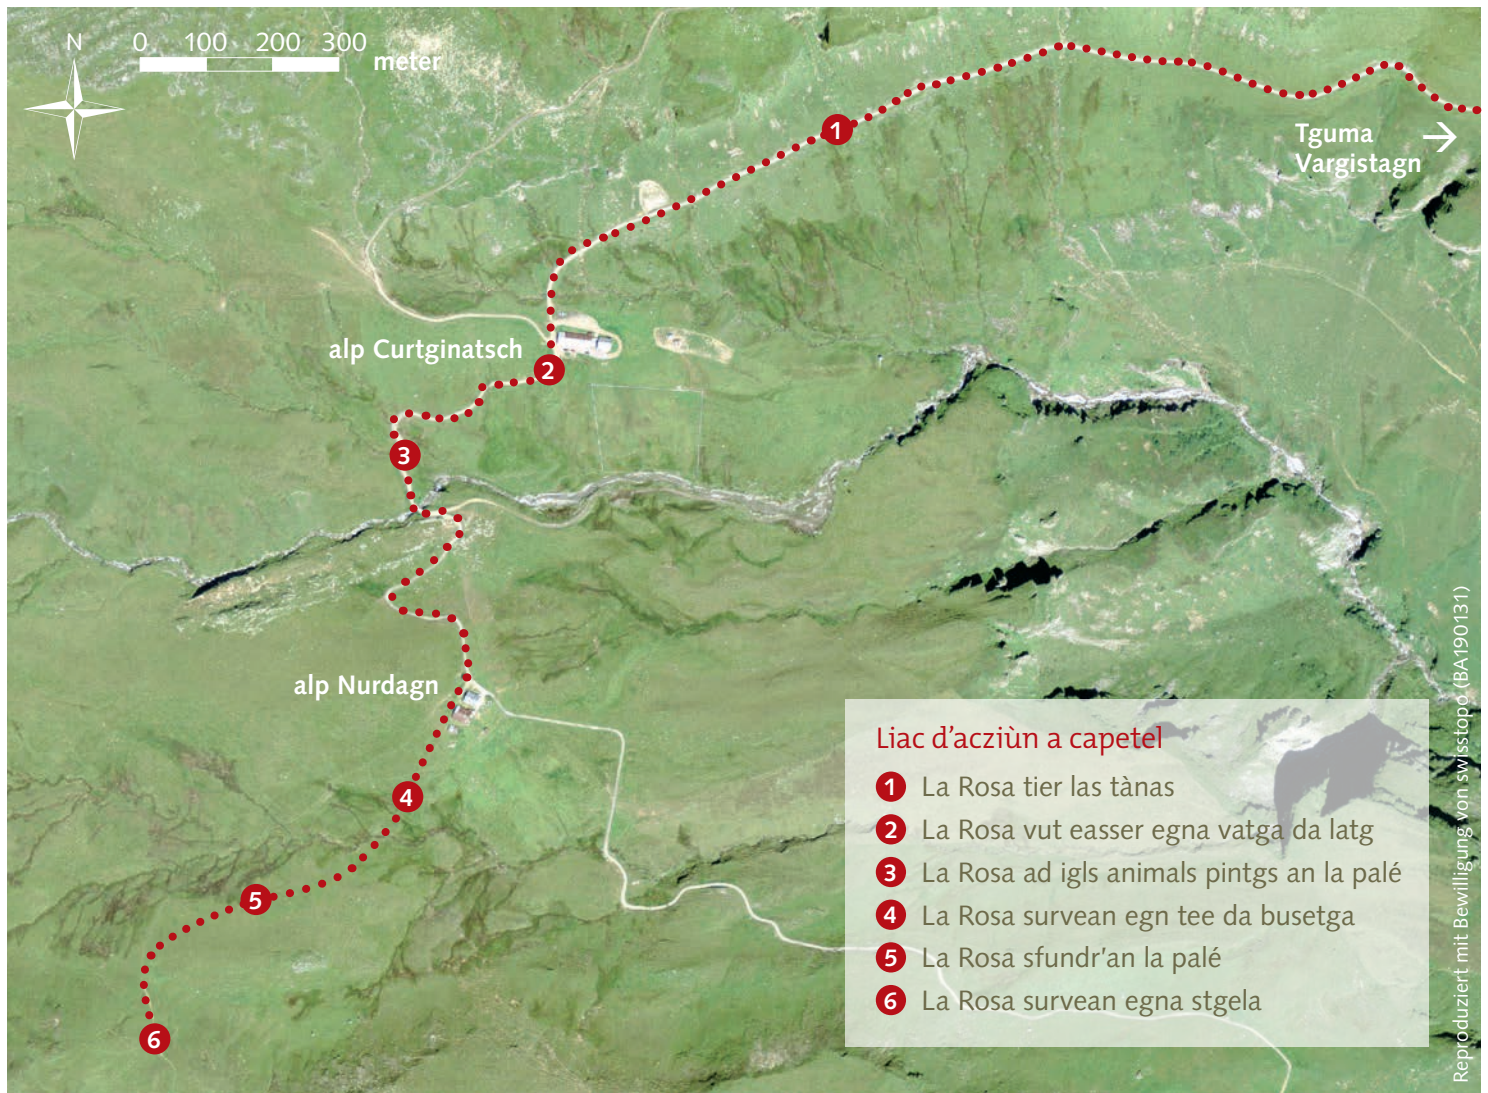 N
0 100 200 300
meter
1
Tguma
Vargistagn
alp Curtginatsch
2
3
alp Nurdagn
4
5
6
Liac d'acziùn a capetel
1 La Rosa tier las tànas
2 La Rosa vut easser egna vatga da latg
3 La Rosa ad igls animals pintgs an la palé
4 La Rosa survean egn tee da busetga
5 La Rosa sfundr'an la palé
6 La Rosa survean egna stgela
Reproduziert mit Bewilligung von swisstopo (BA190131)